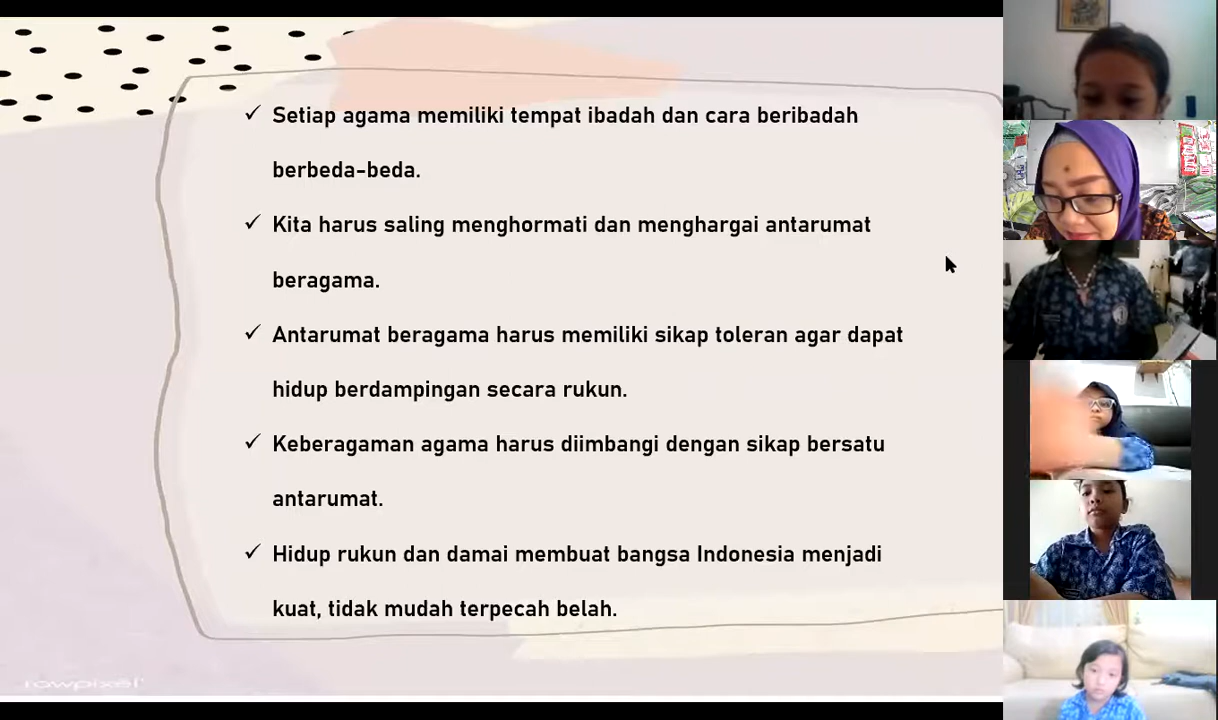 Setiap agama memiliki tempat ibadah dan cara beribadah
berbeda-beda.
Kita harus saling menghormati dan menghargai antarumat
beragama.
Antarumat beragama harus memiliki sikap toleran agar dapat
hidup berdampingan secara rukun.
Keberagaman agama harus diimbangi dengan sikap bersatu
antarumat.
Hidup rukun dan damai membuat bangsa Indonesia menjadi
kuat, tidak mudah terpecah belah.
rawpixel